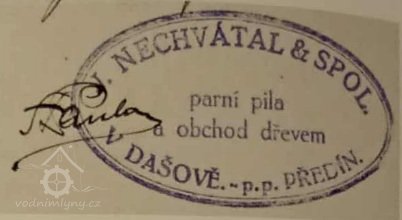 J. NECHVÁTAL & SPOL.
parní pila
a obchod dřevem
V DAŠOVĚ.-p.p. PŘEDÍN.
vodnimlyny.cz